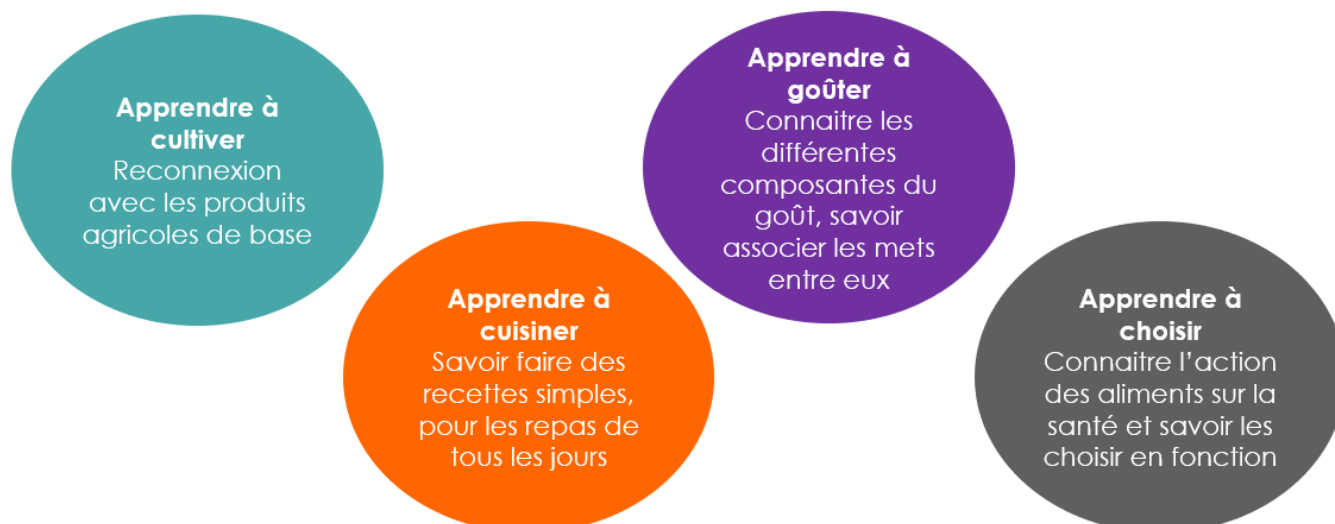 Apprendre à
cultiver
Reconnexion
avec les produits
agricoles de base
Apprendre à
cuisiner
Savoir faire des
recettes simples,
pour les repas de
tous les jours
Apprendre à
goûter
Connaitre les
différentes
composantes du
goût, savoir
associer les mets
entre eux
Apprendre à
choisir
Connaitre l’action
des aliments sur la
santé et savoir les
choisir en fonction